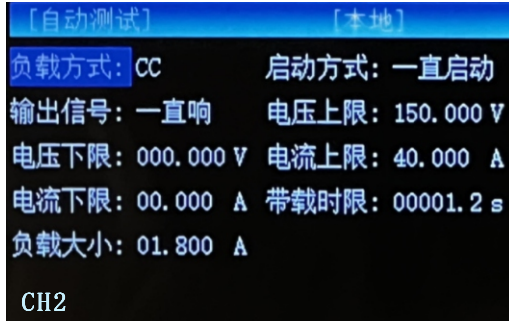 [自动测试] [本地]
负载方式: CC 启动方式: 一直启动
输出信号: 一直响 电压上限: 150.000 V
电压下限: 000.000 V 电流上限: 40.000 A
电流下限: 00.000 A 带载时限: 00001.2 s
负载大小: 01.800 A
CH2